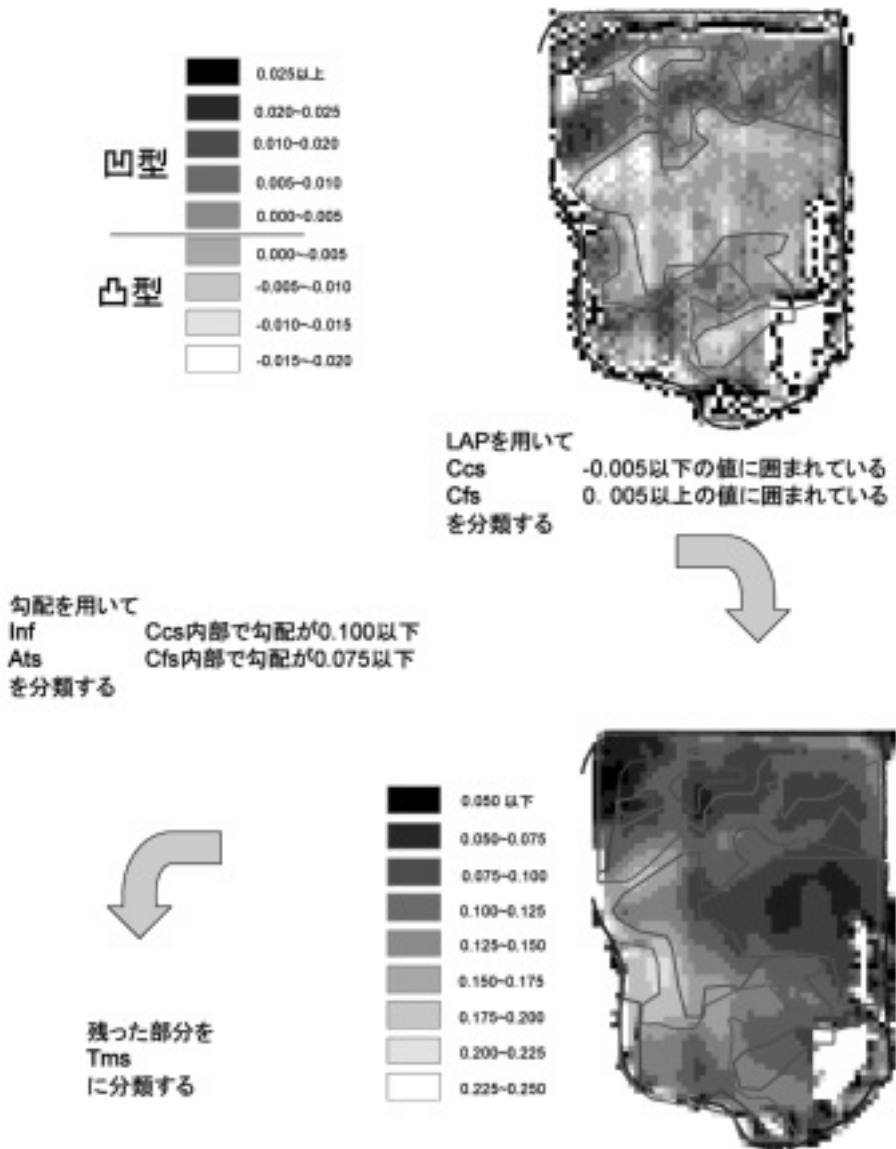 0.025以上
0.020~0.025
0.010~0.020
0.005~0.010
0.000~0.005
凹型
0.000~-0.005
-0.005~-0.010
-0.010~-0.015
-0.015~-0.020
凸型
LAPを用いて
Ccs -0.005以下の値に囲まれている
Cfs 0. 005以上の値に囲まれている
を分類する
勾配を用いて
Inf Ccs内部で勾配が0.100以下
Ats Cfs内部で勾配が0.075以下
を分類する
0.050 以下
0.050~0.075
0.075~0.100
0.100~0.125
0.125~0.150
0.150~0.175
0.175~0.200
0.200~0.225
0.225~0.250
残った部分を
Tms
に分類する